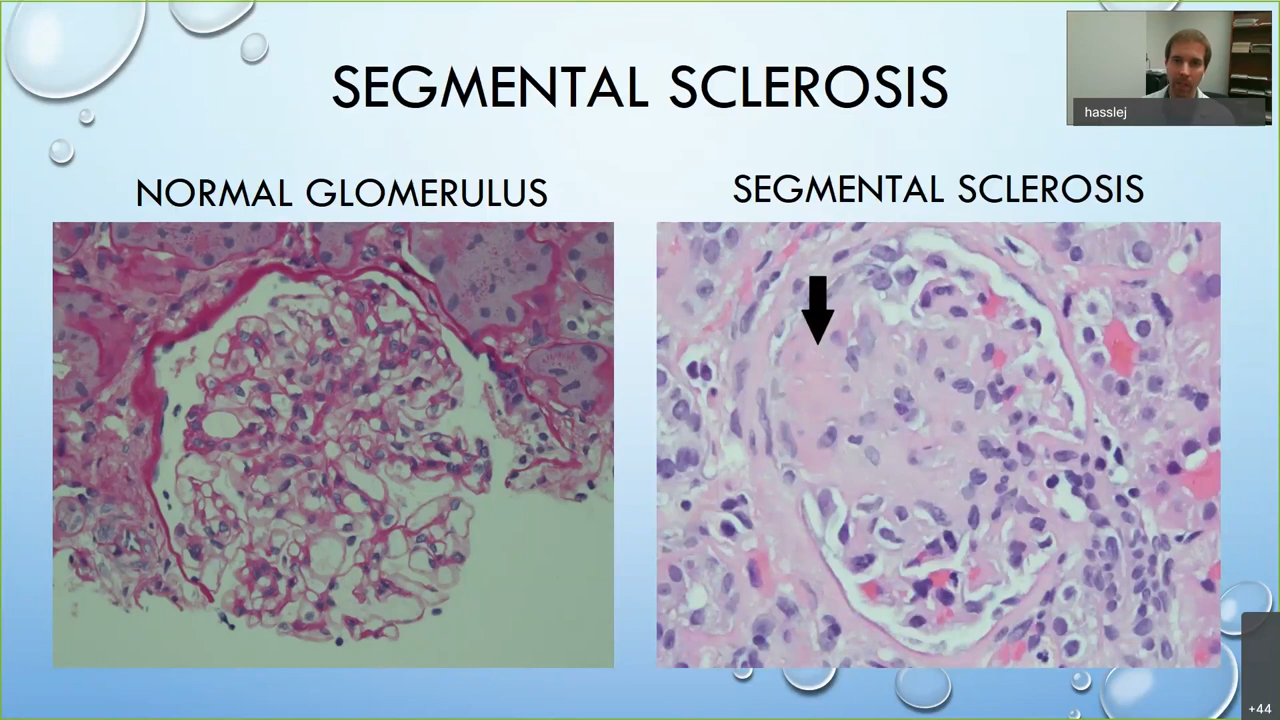 SEGMENTAL SCLEROSIS
hasslej
NORMAL GLOMERULUS
SEGMENTAL SCLEROSIS
+44